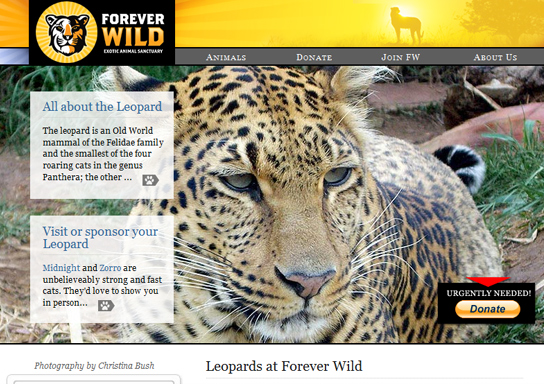 FOREVER
WILD
EXOTIC ANIMAL SANCTUARY
ANIMALS DONATE JOIN FW ABOUT US
All about the Leopard
The leopard is an Old World
mammal of the Felidae family
and the smallest of the four
roaring cats in the genus
Panthera; the other ...
Visit or sponsor your
Leopard
Midnight and Zorro are
unbelieveably strong and fast
cats. They'd love to show you
in person...
URGENTLY NEEDED!
Donate
Photography by Christina Bush
Leopards at Forever Wild